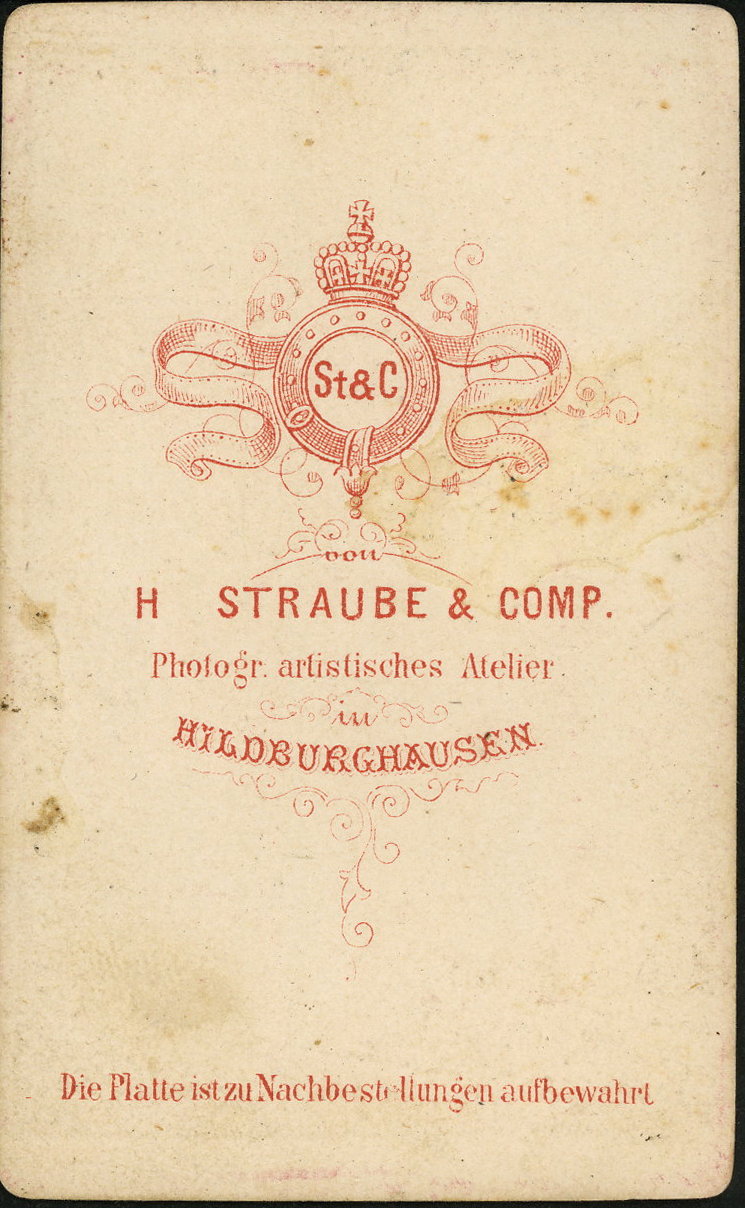 St&C
von
H STRAUBE & COMP.
Photogr. artistisches Atelier.
in
HILDBURGHAUSEN.
Die Platte ist zu Nachbestellungen aufbewahrt